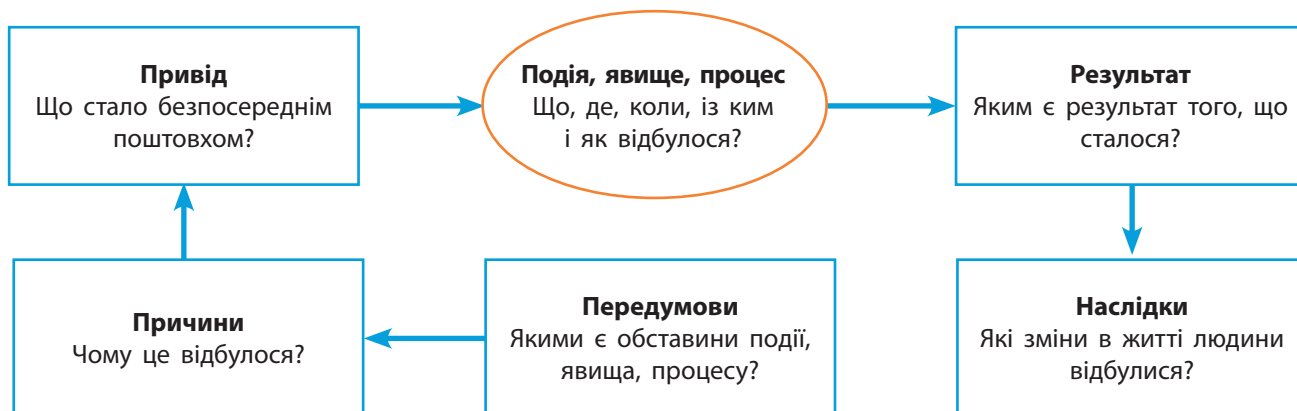 Привід
Що стало безпосереднім
поштовхом?
Подія, явище, процес
Що, де, коли, із ким
і як відбулося?
Результат
Яким є результат того, що
сталося?
Причини
Чому це відбулося?
Передумови
Якими є обставини події,
явища, процесу?
Наслідки
Які зміни в житті людини
відбулися?